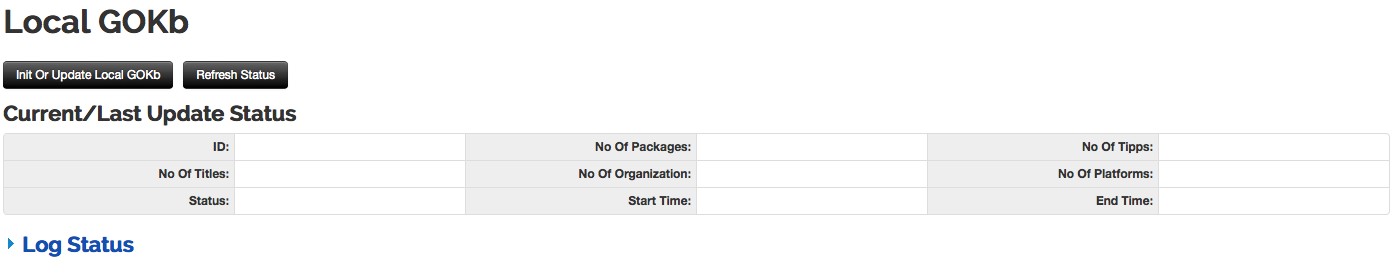 Local GOKb
Init Or Update Local GOKb Refresh Status
Current/Last Update Status
ID: No Of Packages: No Of Tipps:
No Of Titles: No Of Organization: No Of Platforms:
Status: Start Time: End Time:
Log Status